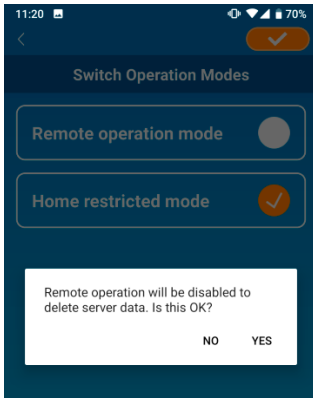 11:20 70%
Switch Operation Modes
Remote operation mode
Home restricted mode
Remote operation will be disabled to
delete server data. Is this OK?
NO YES